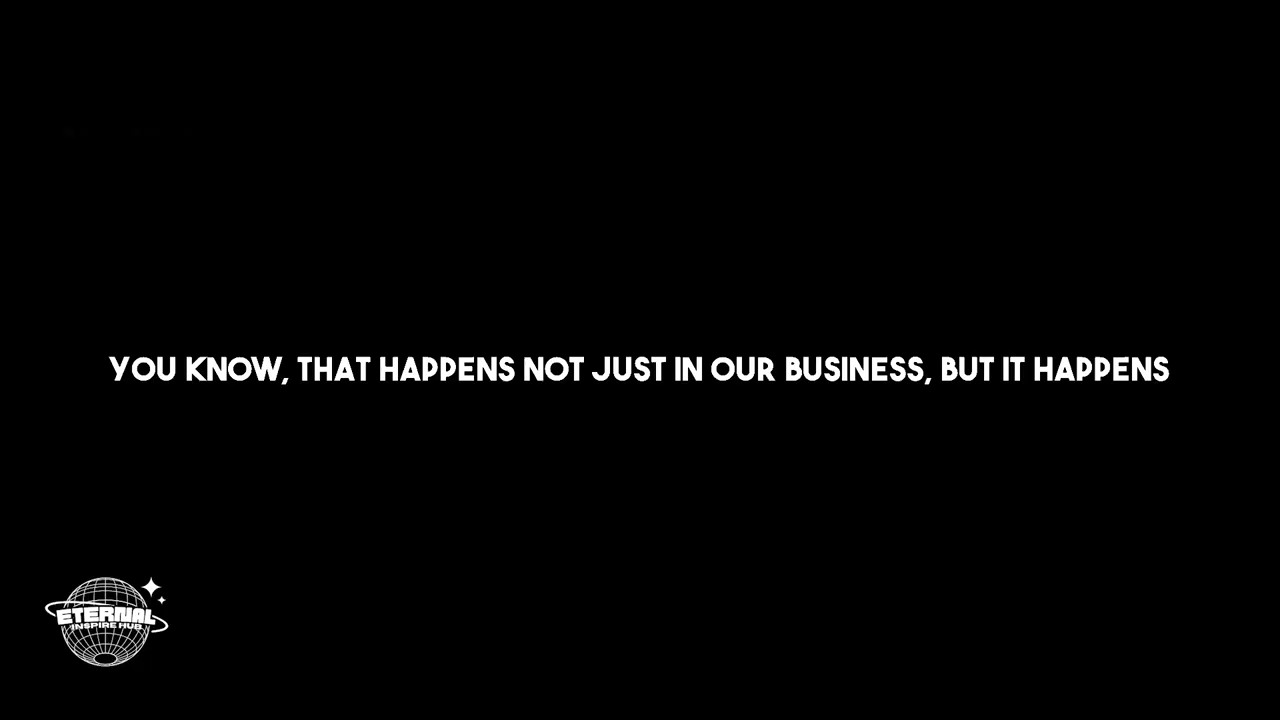 YOU KNOW, THAT HAPPENS NOT JUST IN OUR BUSINESS, BUT IT HAPPENS
ETERNAL
INSPIRE HUB